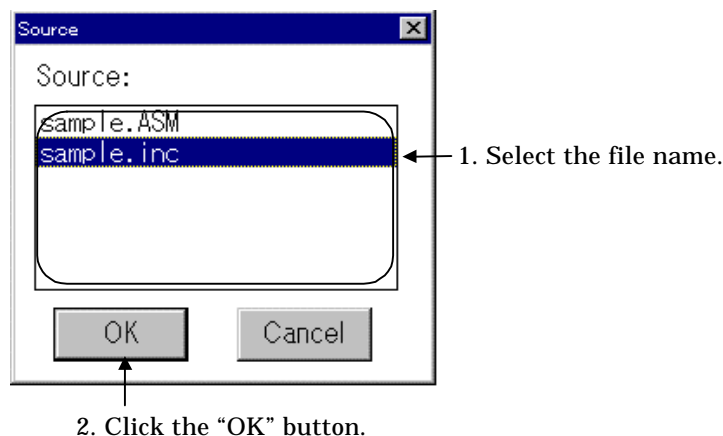 Source
Source:
sample.ASM
sample.inc
1. Select the file name.
OK
Cancel
2. Click the “OK” button.